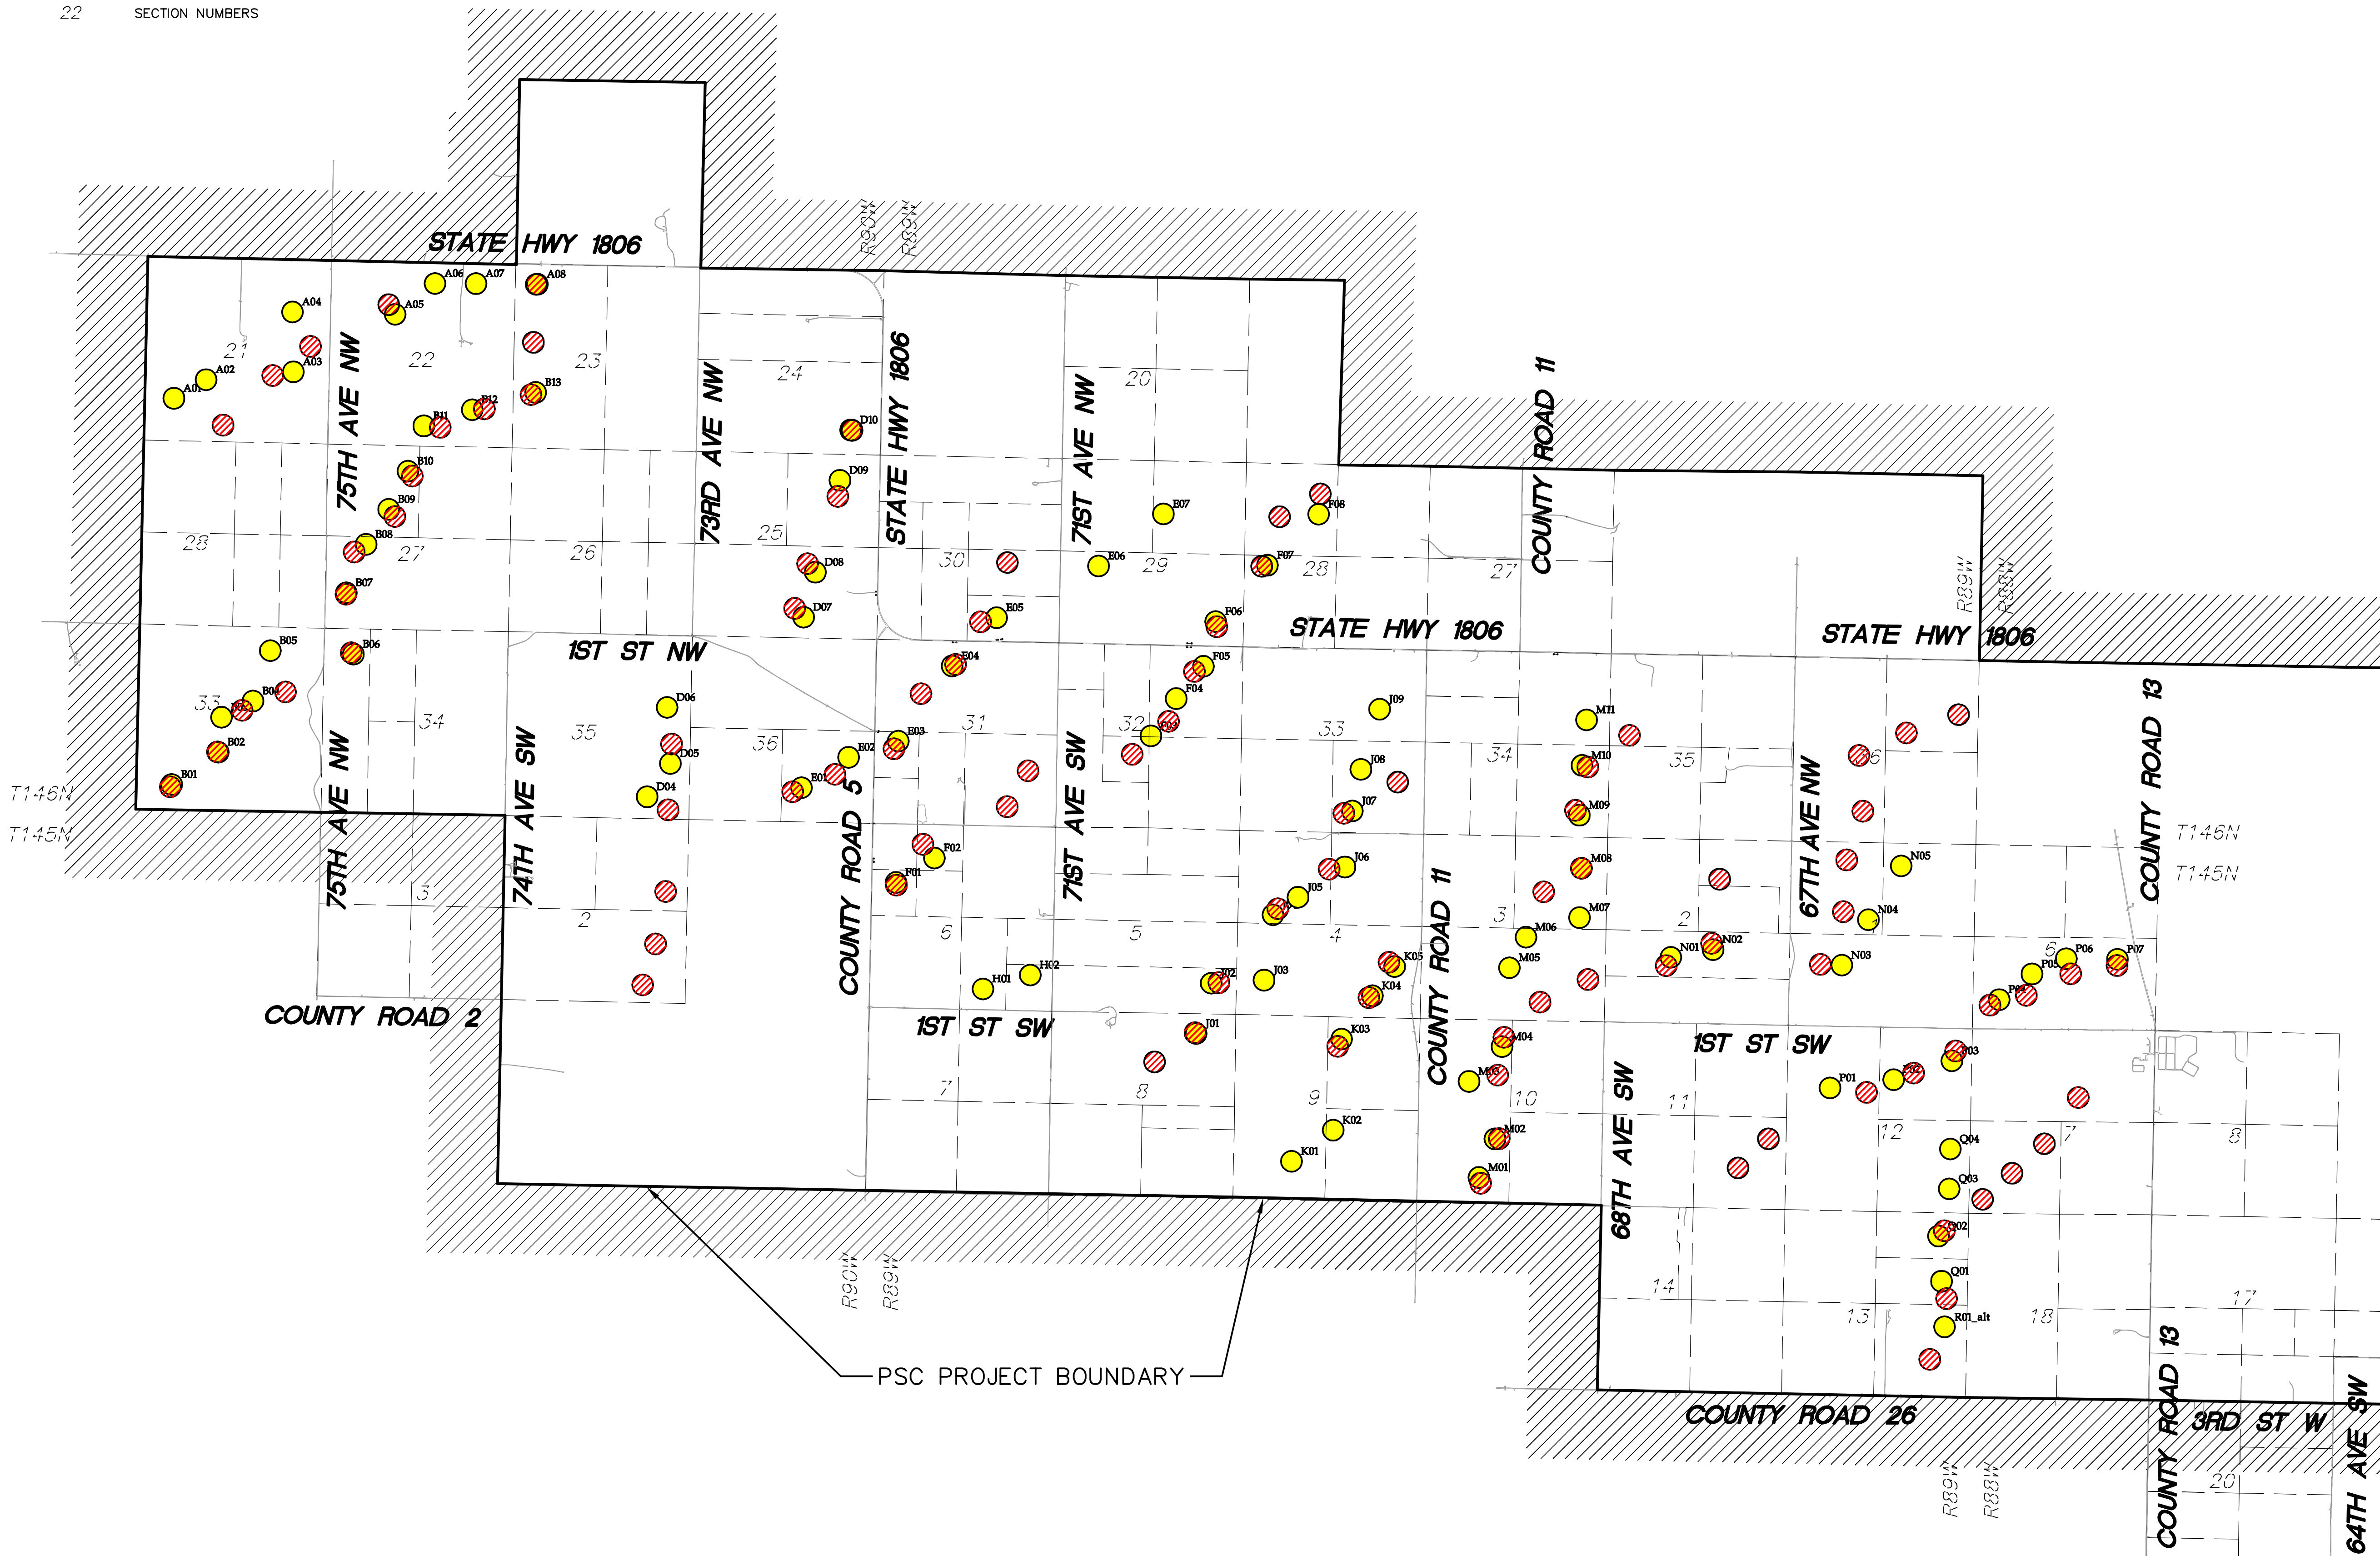 22 SECTION NUMBERS
STATE HWY 1806
R90W
R89W
A06
A07
A08
A04
A05
21
A03
22
23
A02
A01
B13
B12
B11
75TH AVE NW
24
73RD AVE NW
STATE HWY 1806
20
71ST AVE NW
COUNTY ROAD 11
D10
B10
D09
B09
E07
F08
28
B08
27
26
25
D08
30
E06
29
F07
28
27
B07
D07
E05
F06
STATE HWY 1806
R89W
R88W
STATE HWY 1806
B05
B06
1ST ST NW
E04
F05
B04
33
34
D06
35
36
31
F04
32
F03
33
J09
M11
34
35
36
COUNTY ROAD 13
B02
E03
E02
D05
J08
M10
B01
D04
E01
J07
M09
T146N
T145N
75TH AVE NW
74TH AVE SW
COUNTY ROAD 5
71ST AVE SW
67TH AVE NW
T146N
T145N
F02
F01
J06
M08
N05
3
2
6
5
J05
4
COUNTY ROAD 11
3
M07
2
N04
1
M06
N01
N02
N03
6
P06
P07
P05
H01
H02
J02
J03
K05
M05
K04
P04
COUNTY ROAD 2
1ST ST SW
J01
K03
M04
1ST ST SW
P03
M03
P01
P02
7
8
9
10
11
12
7
8
K02
M02
Q04
K01
M01
68TH AVE SW
Q03
Q02
R90W
R89W
14
Q01
13
R01_alt
18
17
PSC PROJECT BOUNDARY
COUNTY ROAD 26
COUNTY ROAD 13
3RD ST W
64TH AVE SW
R89W
R88W
20